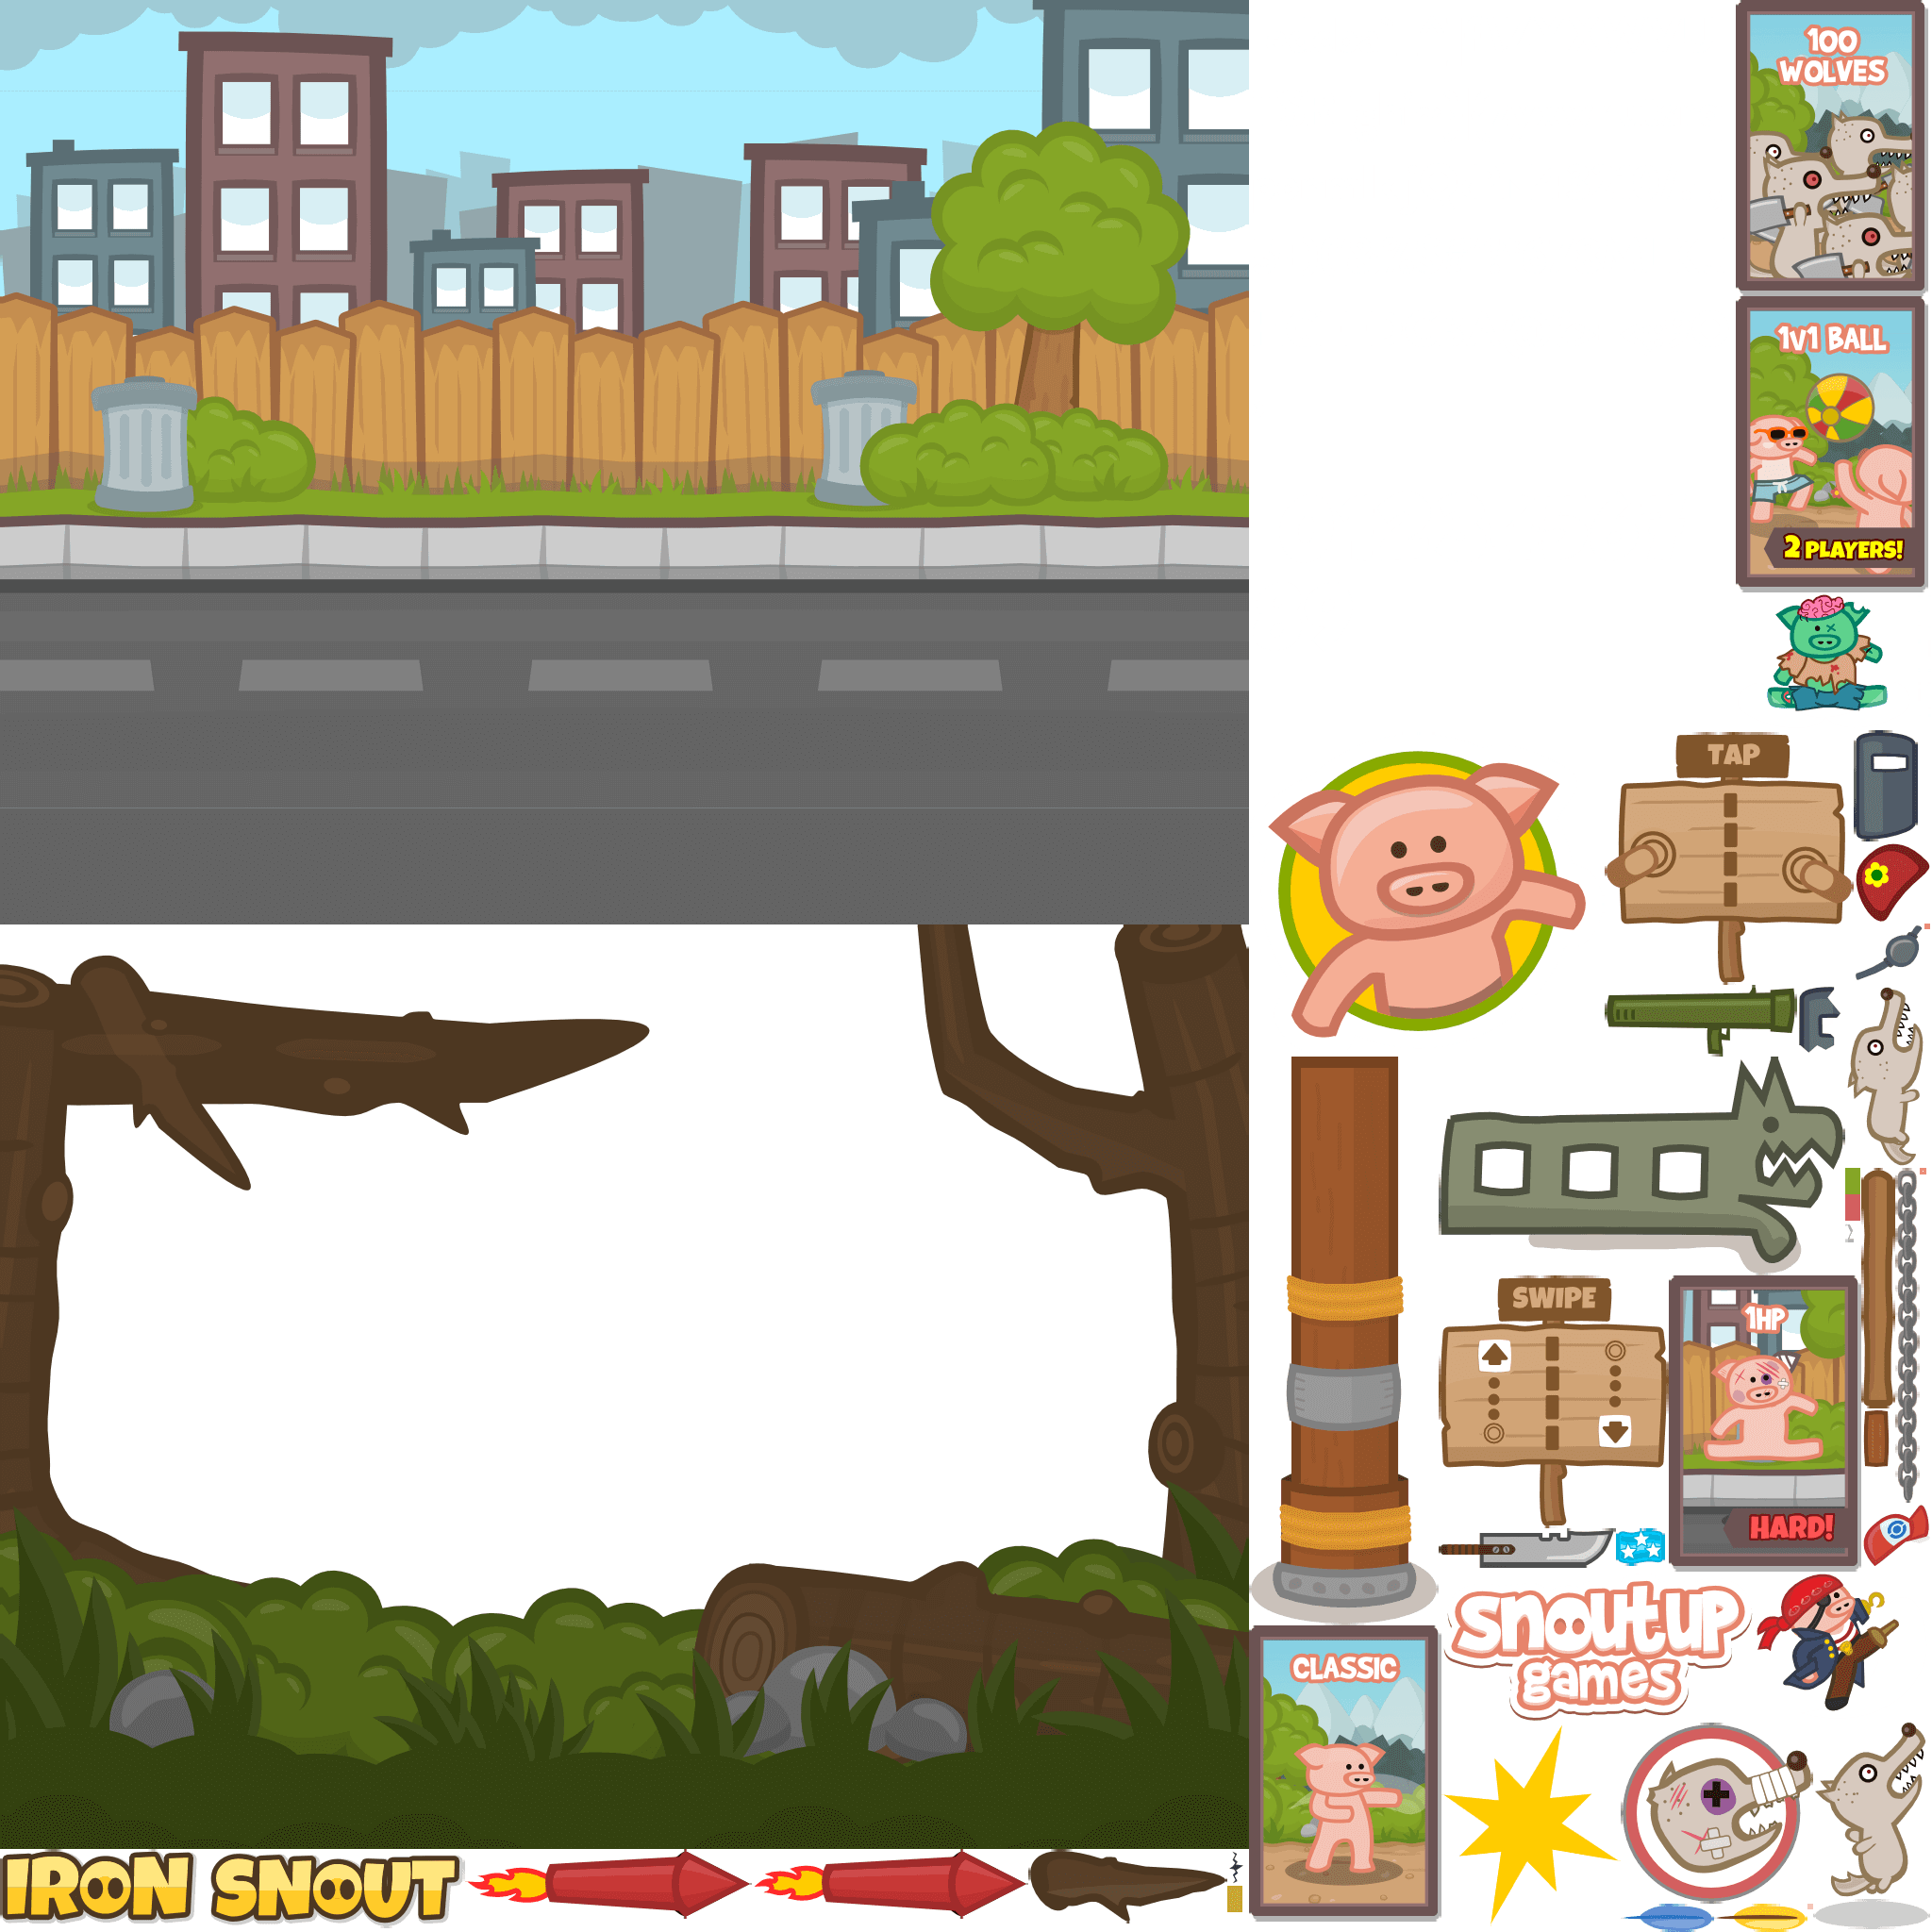 100
WOLVES
1V1 BALL
2 PLAYERS!
TAP
SWIPE
1HP
HARD!
snoutup
games
CLASSIC
IRON SNOUT